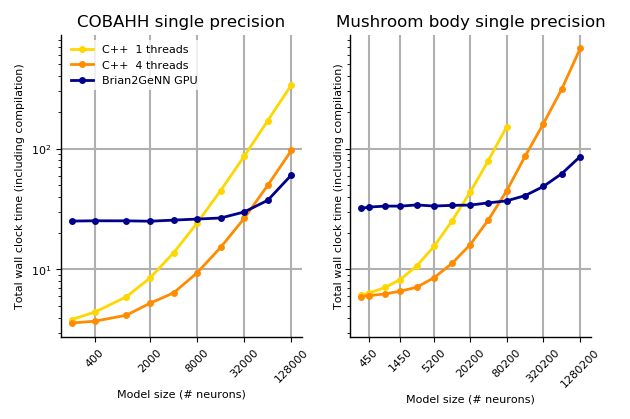 COBAHH single precision
Mushroom body single precision
C++  1 threads
C++  4 threads
Brian2GeNN GPU
Total wall clock time (including compilation)
10²
10¹
400
2000
8000
32000
128000
Model size (# neurons)
Total wall clock time (including compilation)
450
1450
5200
20200
80200
320200
1280200
Model size (# neurons)